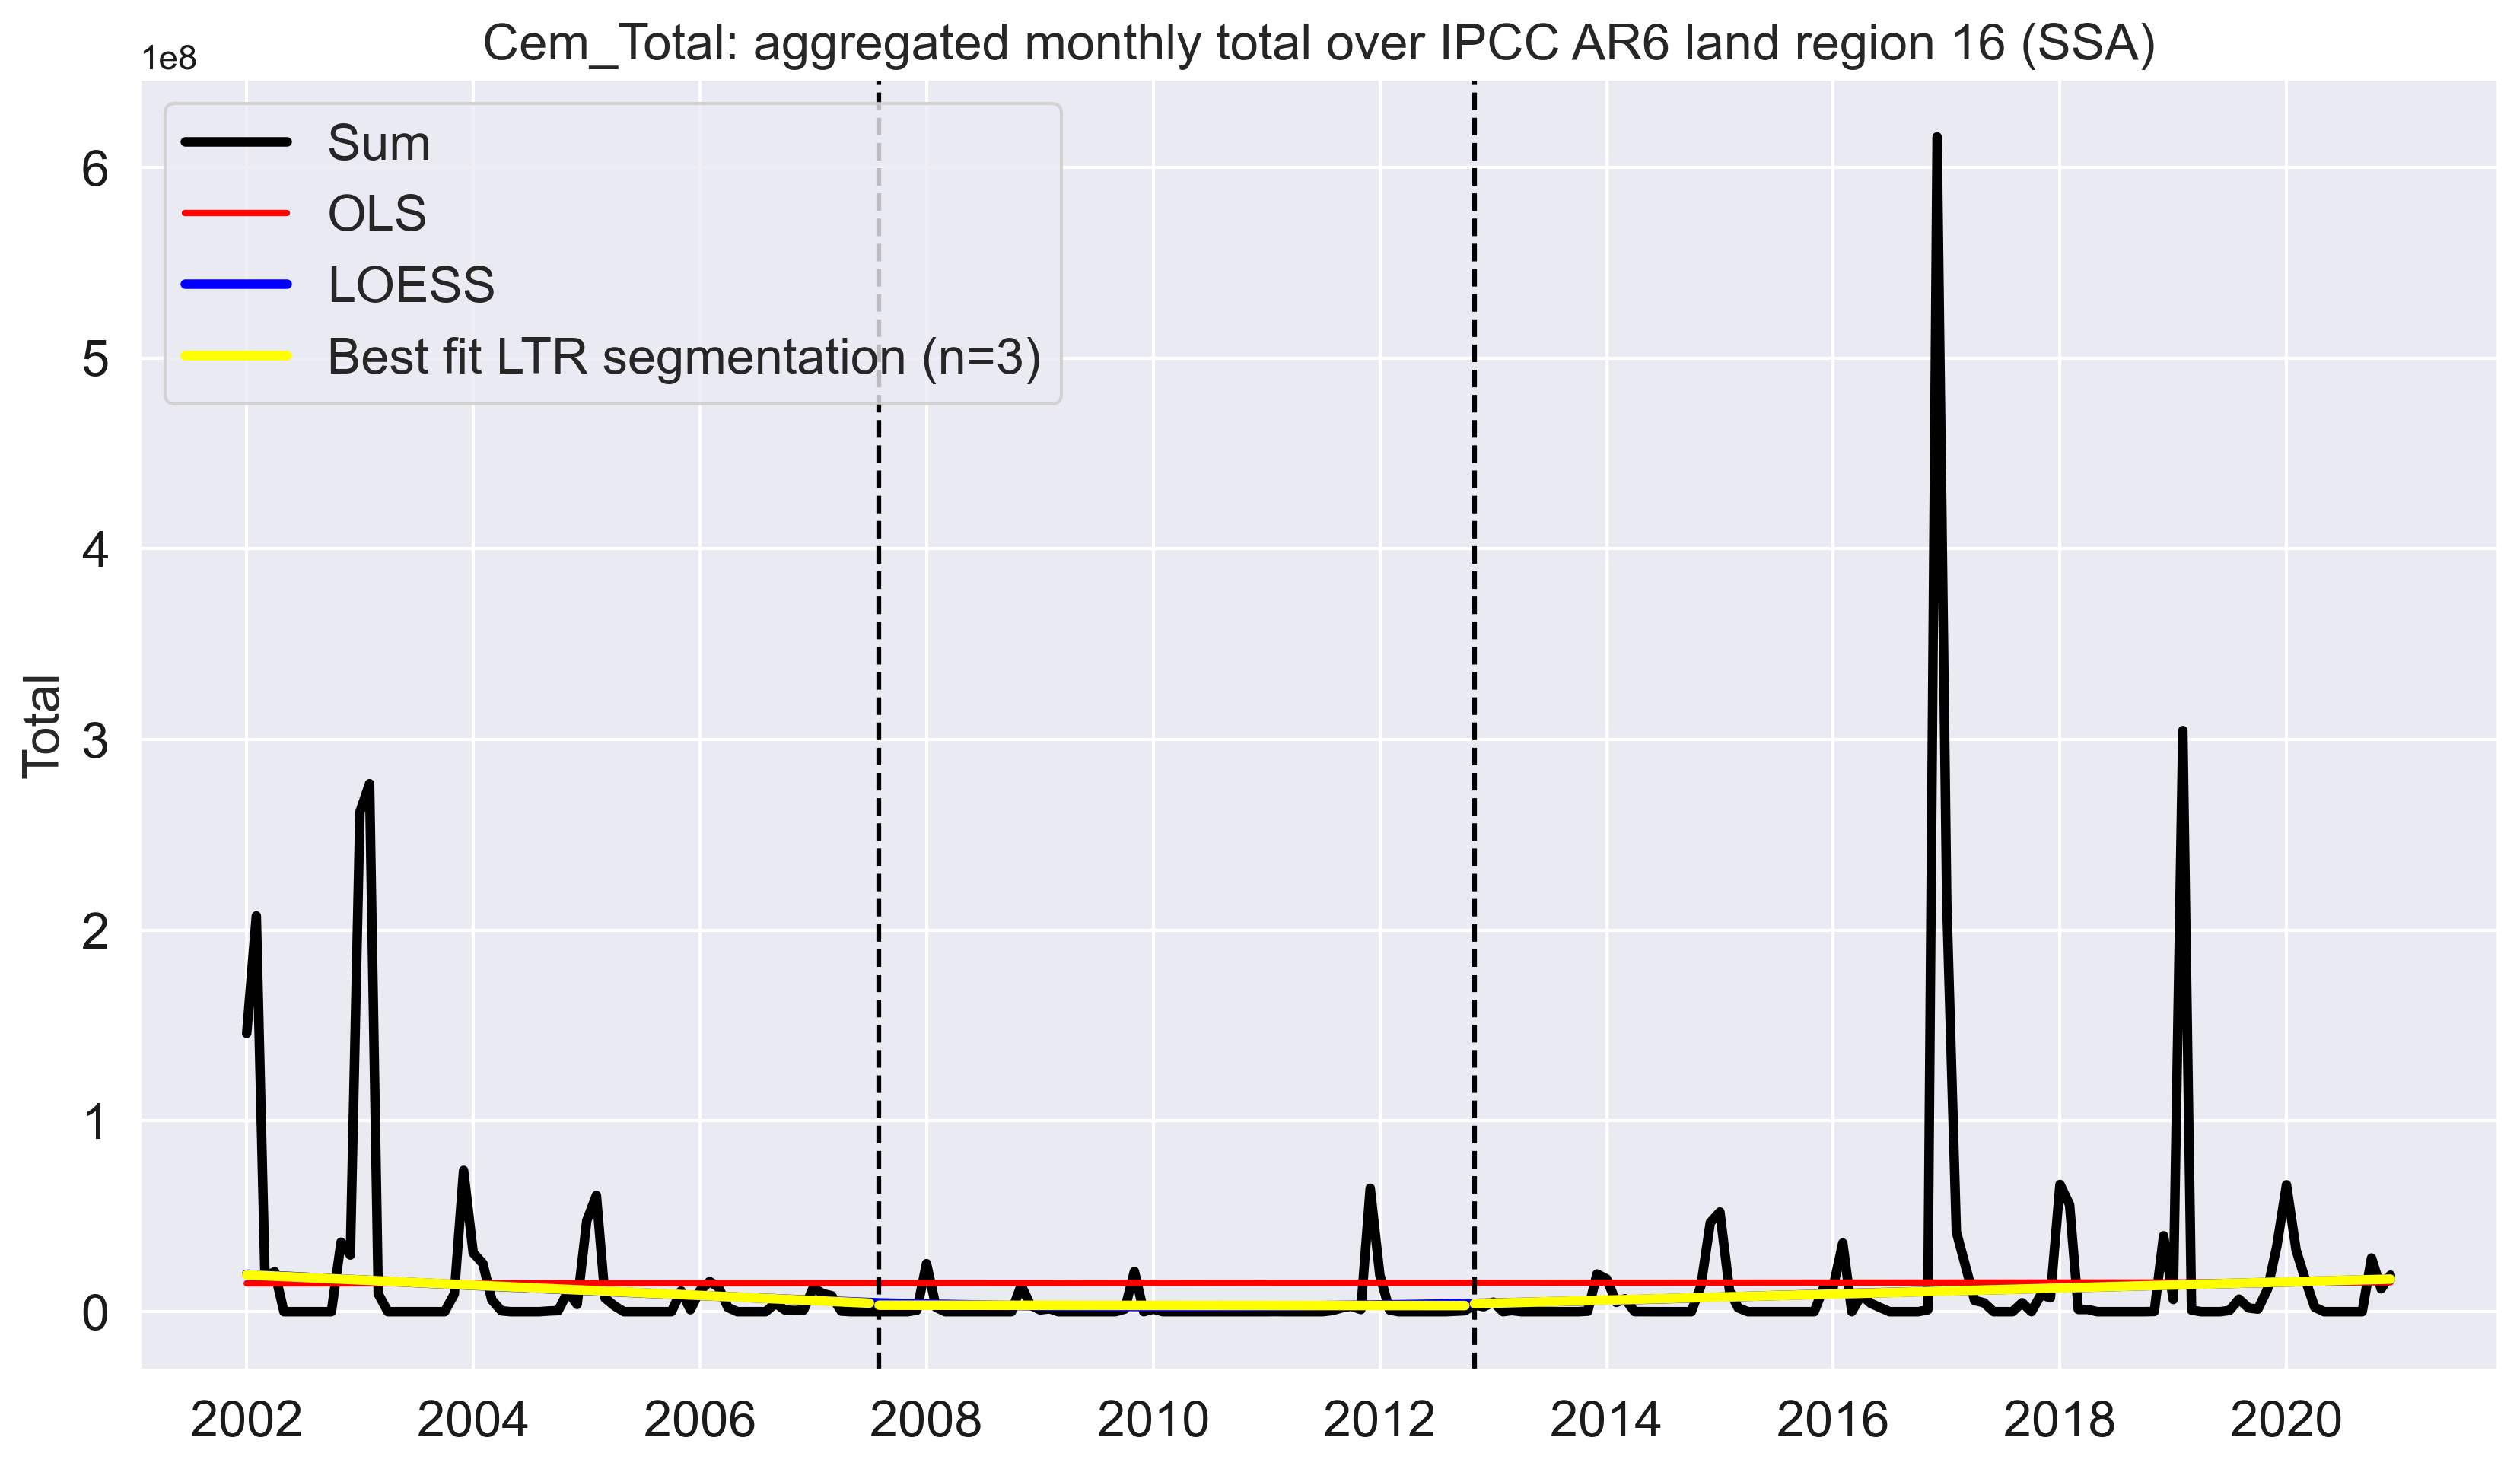 Cem_Total: aggregated monthly total over IPCC AR6 land region 16 (SSA)
1e8
Sum
OLS
LOESS
Best fit LTR segmentation (n=3)
Total
6
5
4
3
2
1
0
2002 2004 2006 2008 2010 2012 2014 2016 2018 2020